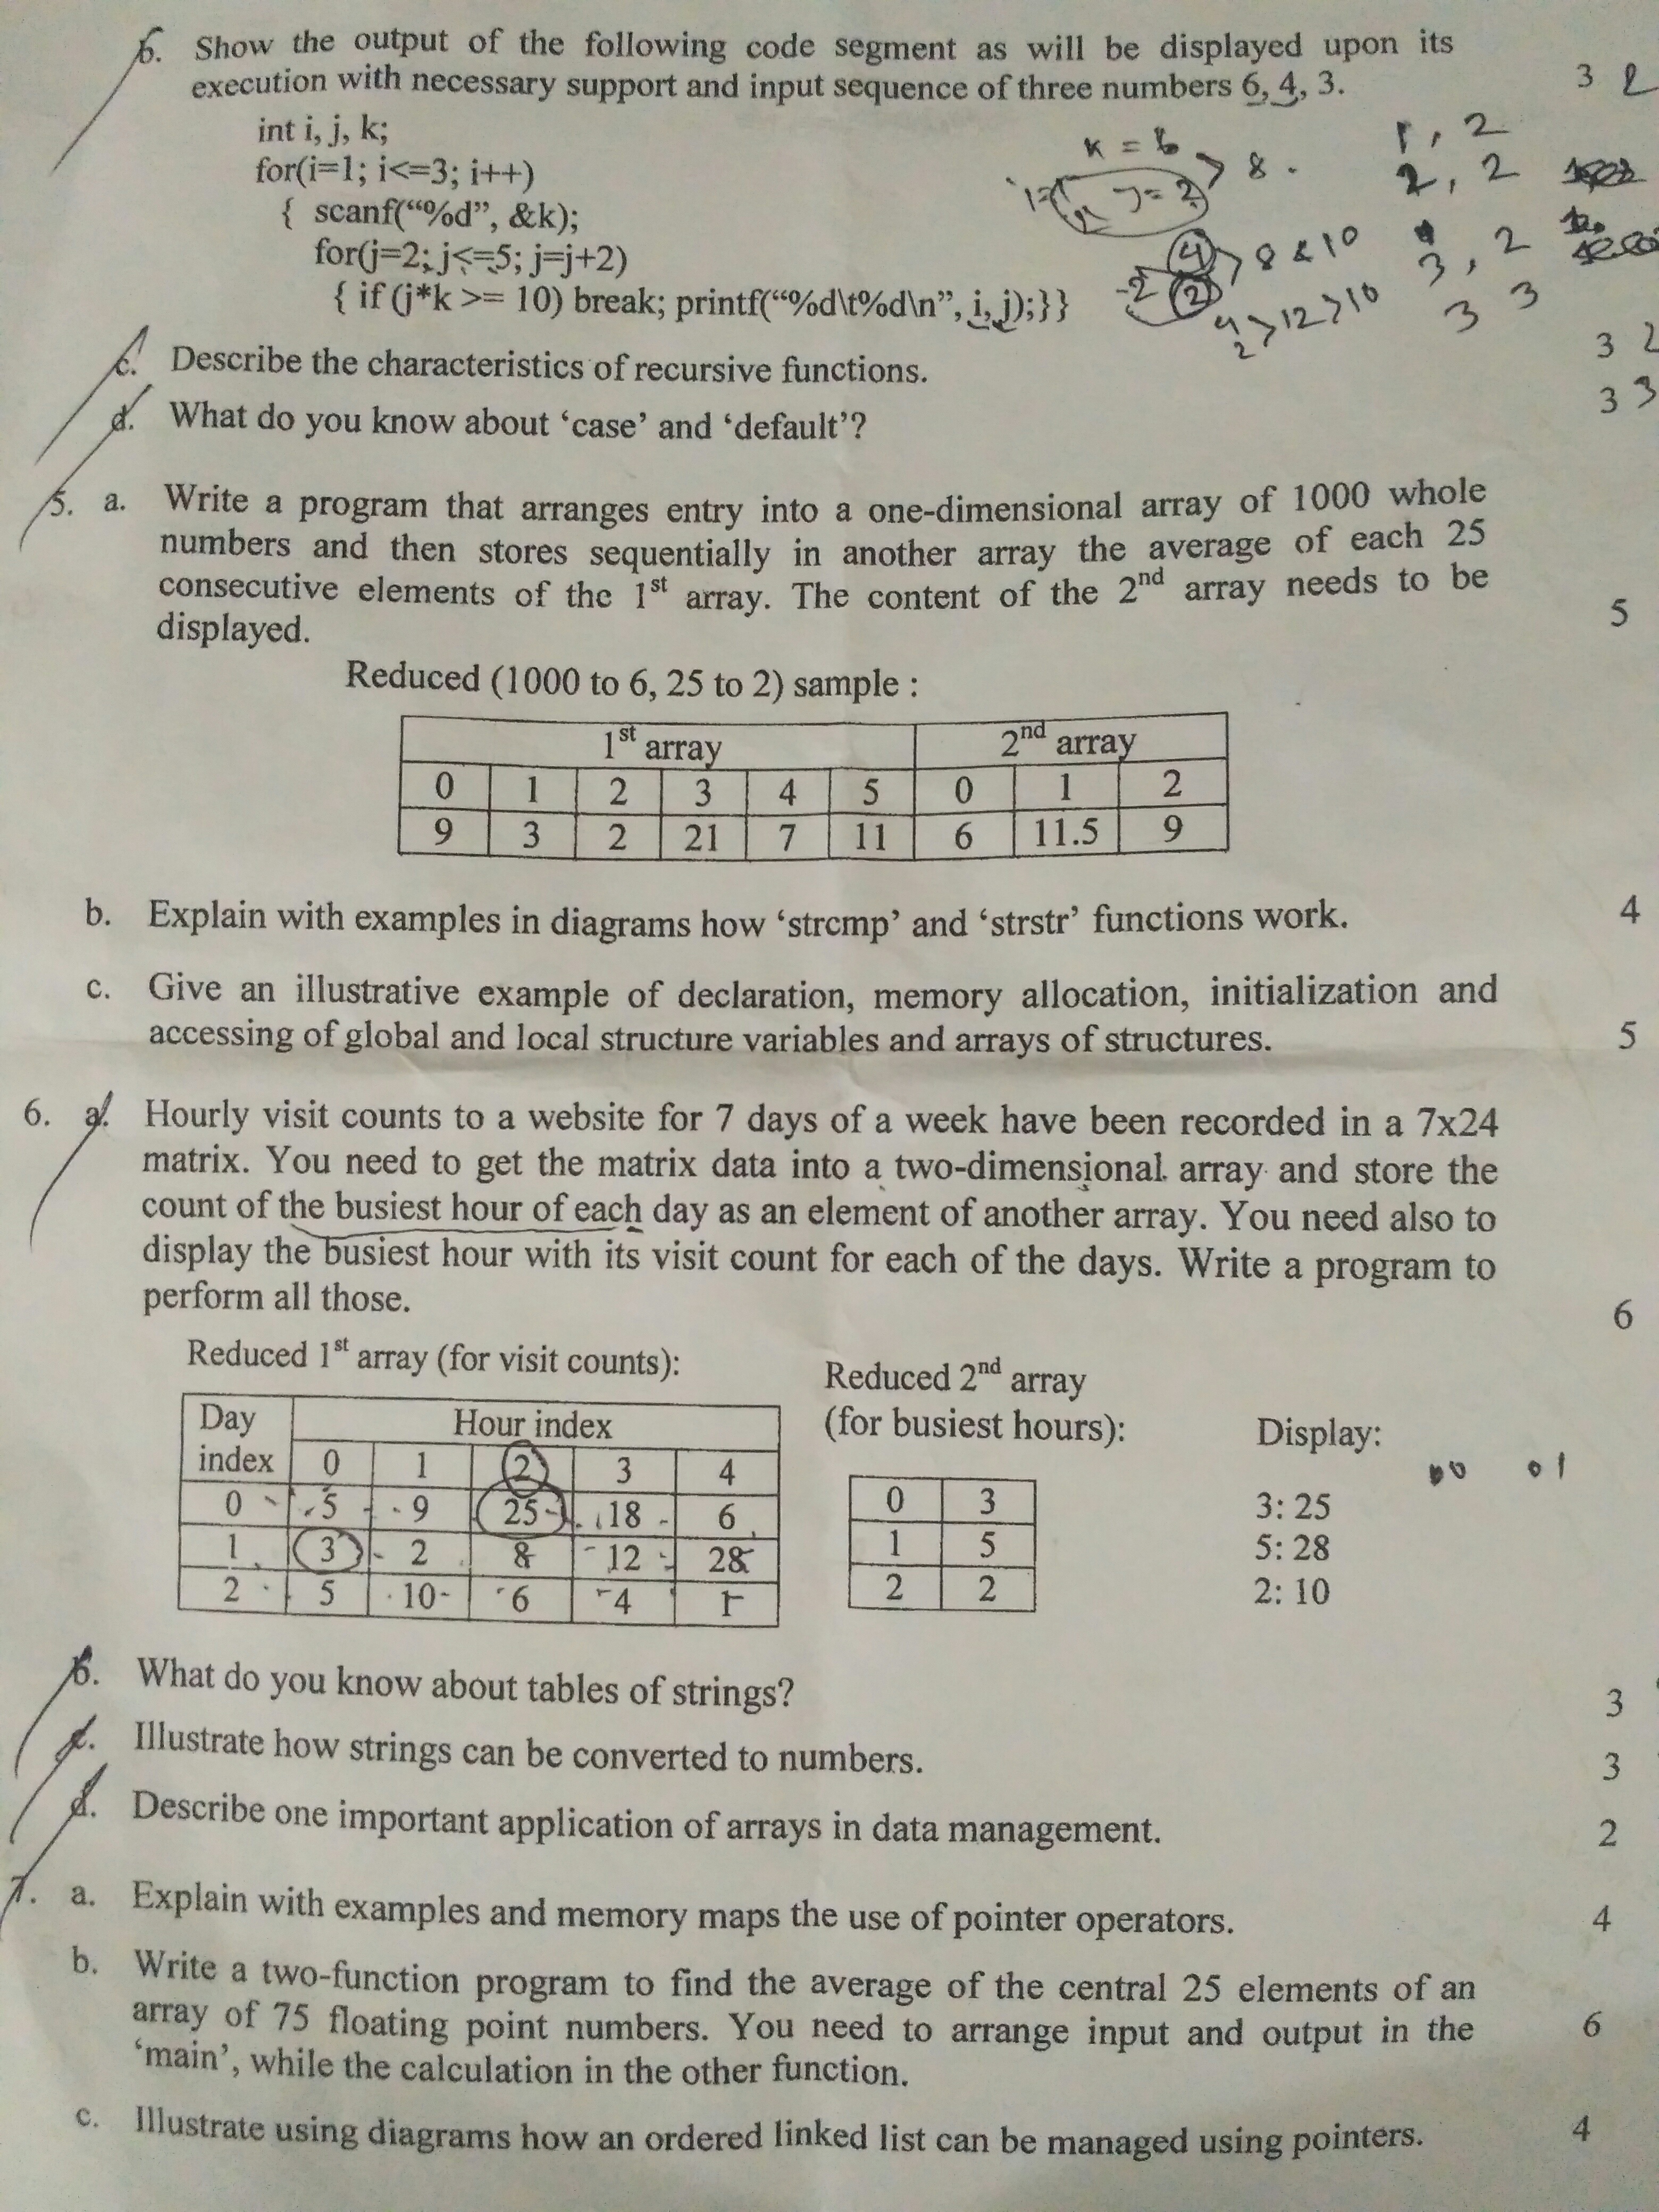 b. Show the output of the following code segment as will be displayed upon its
execution with necessary support and input sequence of three numbers 6, 4, 3. 3
int i, j, k;
for(i=1; i<=3; i++)
{ scanf(“%d”, &k);
for(j=2; j<=5; j=j+2)
{ if (j*k >= 10) break; printf(“%d\t%d\n”, i, j);}}
k = 6
8
1, 2
2, 2
8 & 10
3, 2
12>10
3 3
c. Describe the characteristics of recursive functions. 3 2
d. What do you know about ‘case’ and ‘default’? 3 3
5. a. Write a program that arranges entry into a one-dimensional array of 1000 whole
numbers and then stores sequentially in another array the average of each 25
consecutive elements of the 1st array. The content of the 2nd array needs to be
displayed. 5
Reduced (1000 to 6, 25 to 2) sample :
1st array 2nd array
0 1 2 3 4 5 0 1 2
9 3 2 21 7 11 6 11.5 9
b. Explain with examples in diagrams how ‘strcmp’ and ‘strstr’ functions work. 4
c. Give an illustrative example of declaration, memory allocation, initialization and
accessing of global and local structure variables and arrays of structures. 5
6. a. Hourly visit counts to a website for 7 days of a week have been recorded in a 7x24
matrix. You need to get the matrix data into a two-dimensional array and store the
count of the busiest hour of each day as an element of another array. You need also to
display the busiest hour with its visit count for each of the days. Write a program to
perform all those. 6
Reduced 1st array (for visit counts):
Day index Hour index
0 1 2 3 4
0 5 9 25 18 6
1 3 2 8 12 28
2 5 10 6 4 1
Reduced 2nd array
(for busiest hours):
0 3
1 5
2 2
Display:
00 01
3: 25
5: 28
2: 10
b. What do you know about tables of strings? 3
c. Illustrate how strings can be converted to numbers. 3
d. Describe one important application of arrays in data management. 2
7. a. Explain with examples and memory maps the use of pointer operators. 4
b. Write a two-function program to find the average of the central 25 elements of an
array of 75 floating point numbers. You need to arrange input and output in the 6
‘main’, while the calculation in the other function.
c. Illustrate using diagrams how an ordered linked list can be managed using pointers. 4